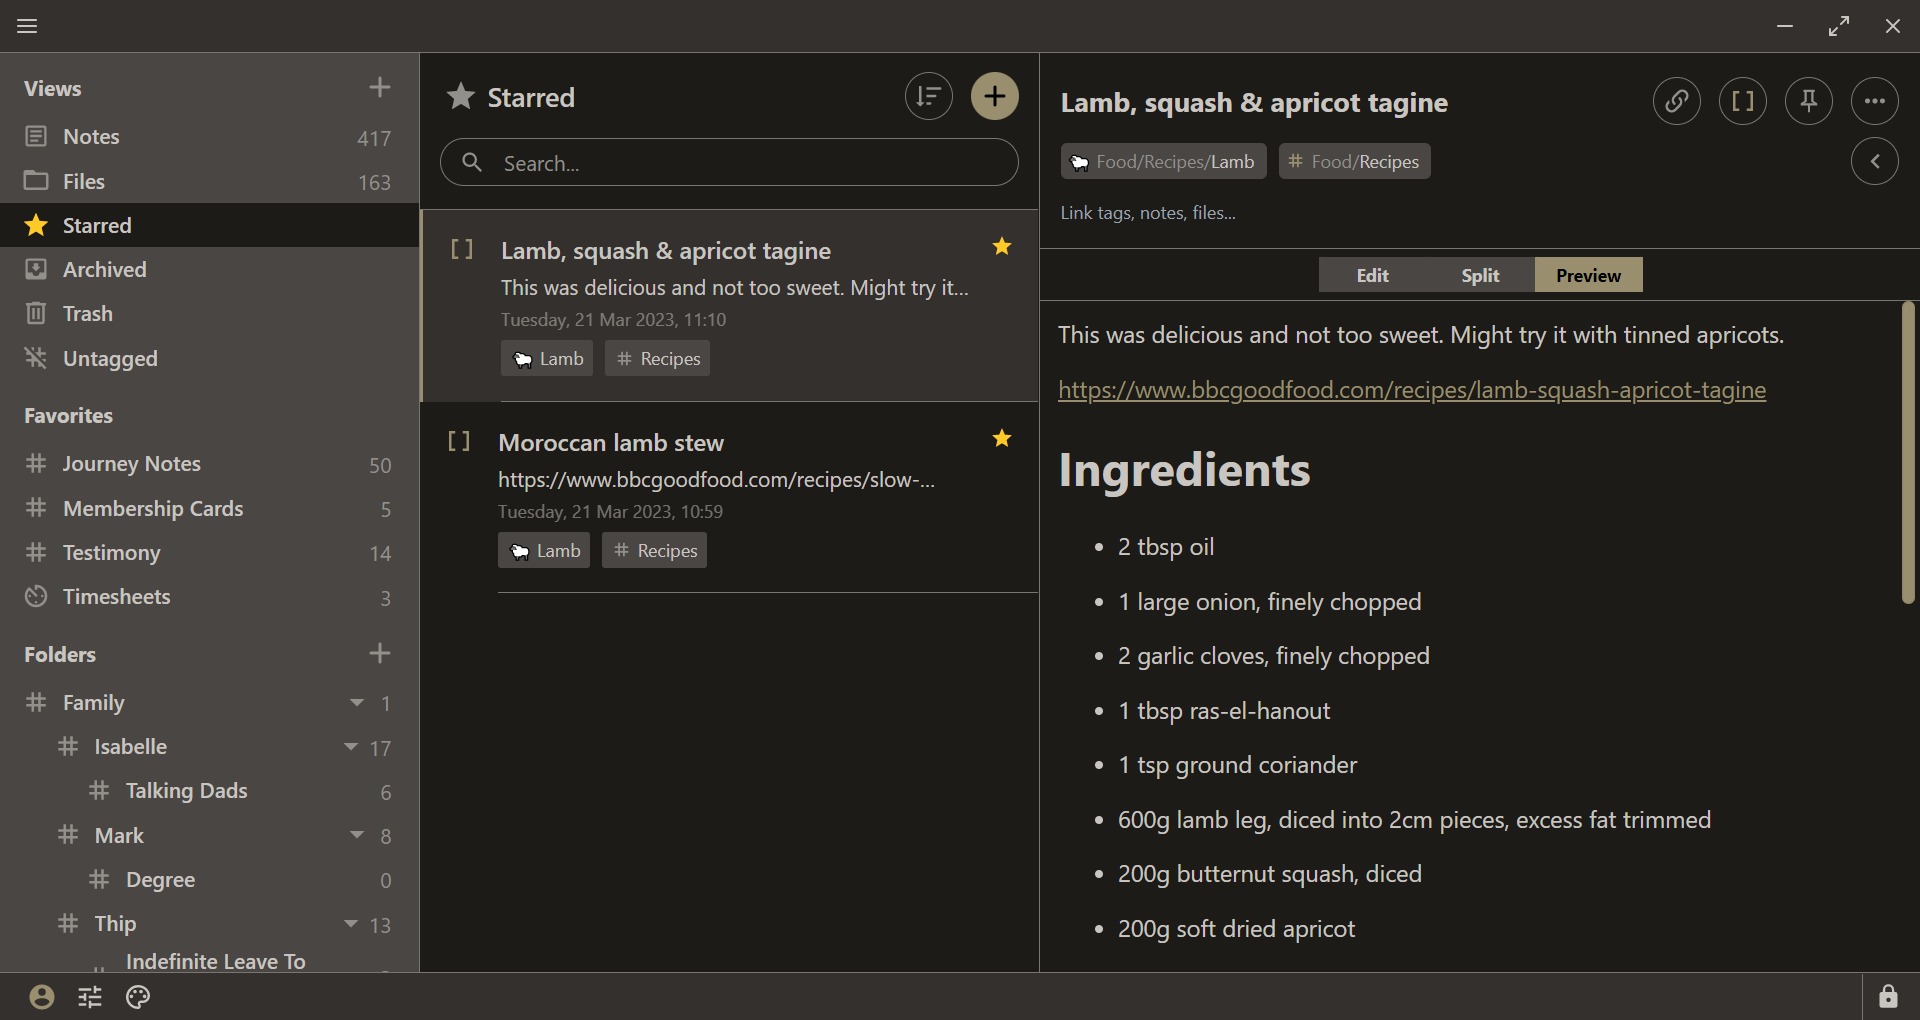 Views
Notes 417
Files 163
Starred
Archived
Trash
Untagged
Favorites
Journey Notes 50
Membership Cards 5
Testimony 14
Timesheets 3
Folders
Family 1
Isabelle 17
Talking Dads 6
Mark 8
Degree 0
Thip 13
Indefinite Leave To
Starred
Search...
Lamb, squash & apricot tagine
This was delicious and not too sweet. Might try it...
Tuesday, 21 Mar 2023, 11:10
Lamb # Recipes
Moroccan lamb stew
https://www.bbcgoodfood.com/recipes/slow-...
Tuesday, 21 Mar 2023, 10:59
Lamb # Recipes
Lamb, squash & apricot tagine
Food/Recipes/Lamb # Food/Recipes
Link tags, notes, files...
Edit Split Preview
This was delicious and not too sweet. Might try it with tinned apricots.
https://www.bbcgoodfood.com/recipes/lamb-squash-apricot-tagine
Ingredients
• 2 tbsp oil
• 1 large onion, finely chopped
• 2 garlic cloves, finely chopped
• 1 tbsp ras-el-hanout
• 1 tsp ground coriander
• 600g lamb leg, diced into 2cm pieces, excess fat trimmed
• 200g butternut squash, diced
• 200g soft dried apricot